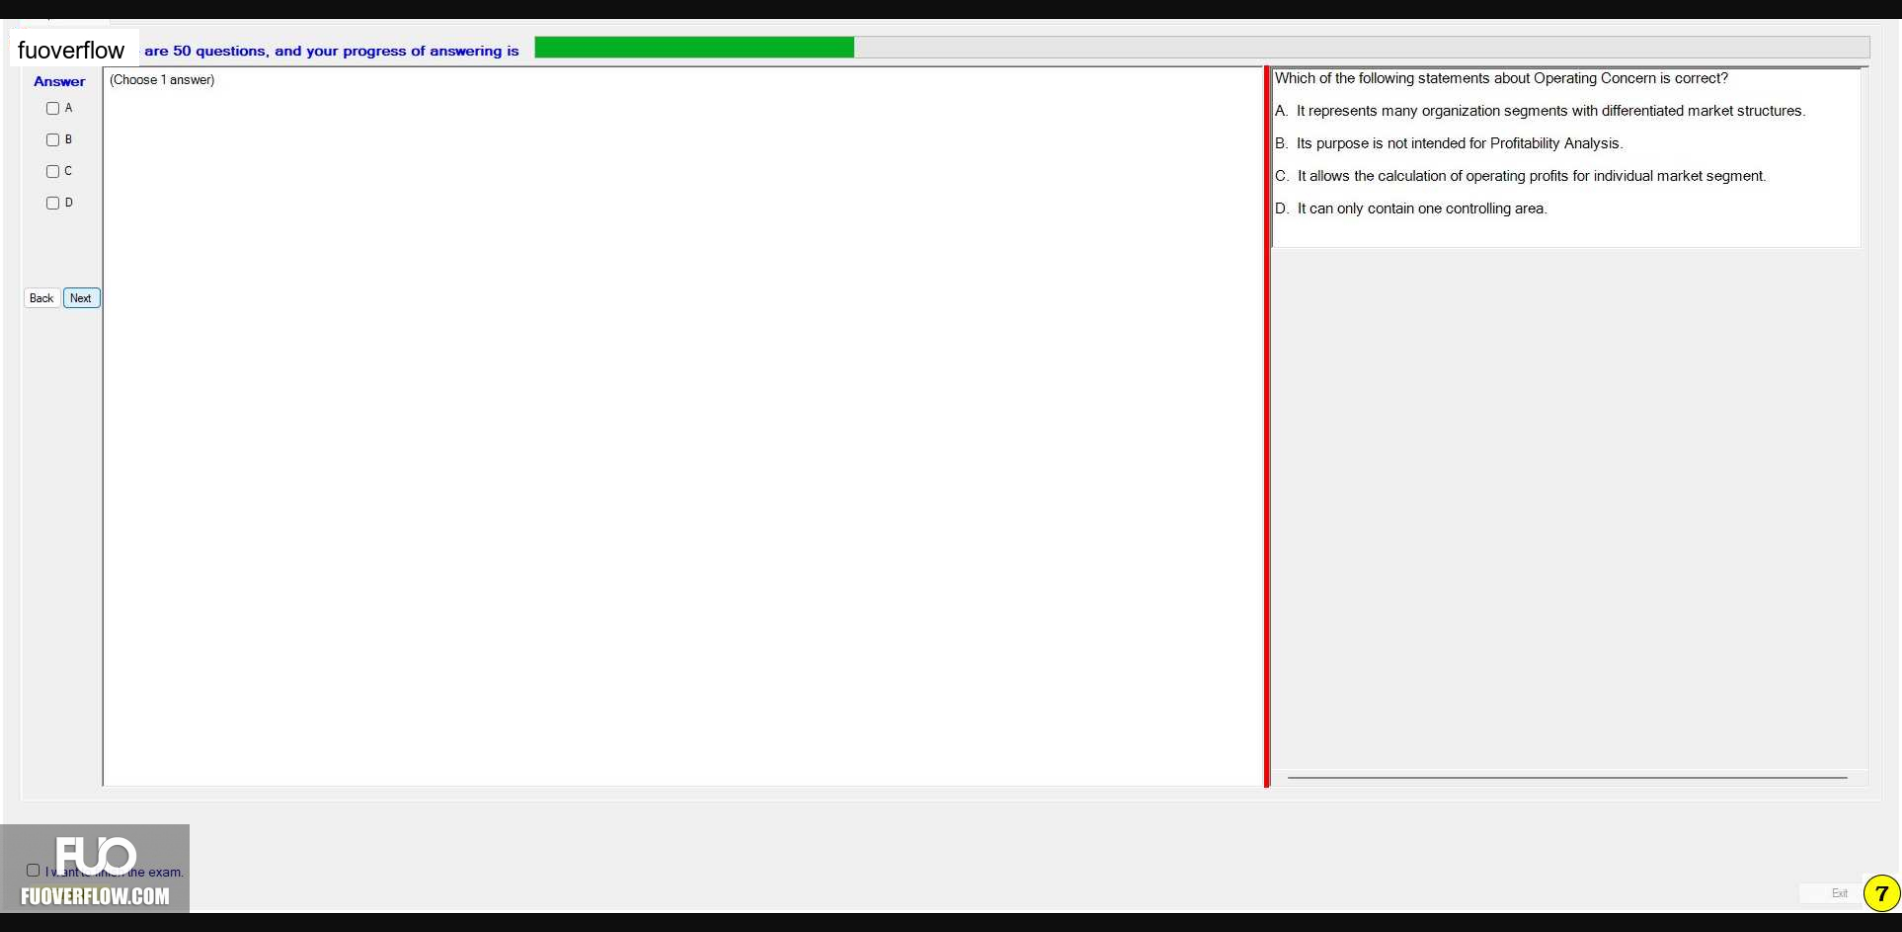 fuoverflow are 50 questions, and your progress of answering is
Answer
(Choose 1 answer)
A
B
C
D
Back Next
Which of the following statements about Operating Concern is correct?
A. It represents many organization segments with differentiated market structures.
B. Its purpose is not intended for Profitability Analysis.
C. It allows the calculation of operating profits for individual market segment.
D. It can only contain one controlling area.
FUO
I want to finish the exam.
FUOVERFLOW.COM
Exit
7